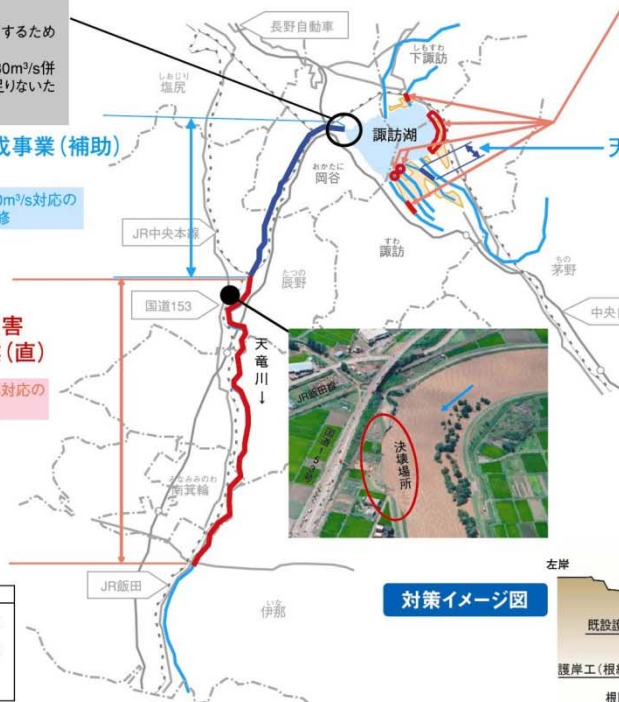 するため
30m³/s併
足りないた
成事業(補助)
0m³/s対応の
修
長野自動車
しおじり
塩尻
しもすわ
下諏訪
諏訪湖
おかたに
岡谷
天
すわ
諏訪
ちの
茅野
中央自
JR中央本線
たつの
辰野
国道153
害
(直)
対応の
天竜川↓
JR飯田線
国道153号
決壊場所
みなみみのわ
南箕輪
JR飯田
いな
伊那
対策イメージ図
左岸
既設護
護岸工(根継
根固